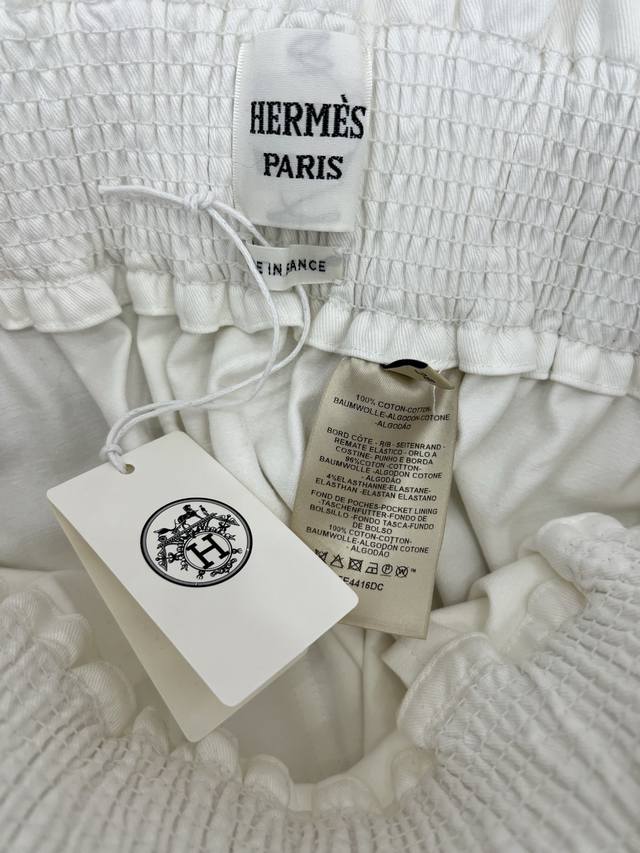 HERMÈS
PARIS
E IN FRANCE
100% COTON-COTTON-
BAUMWOLLE-ALGODON-COTONE
-ALGODÃO
BORD CÔTE - RIB - SEITENRAND -
REMATE ELASTICO - ORLO A
COSTINE - PUNHO E BORDA
96% COTON-COTTON-
BAUMWOLLE-ALGODON-COTONE
-ALGODÃO
4% ELASTHANNE-ELASTANE-
ELASTHAN-ELASTAN ELASTANO
FOND DE POCHES-POCKET LINING
-TASCHENFUTTER-FONDO DE
BOLSILLO -FONDO TASCA-FUNDO
DE BOLSO
100% COTON-COTTON-
BAUMWOLLE-ALGODON-COTONE
-ALGODÃO
P W ™
E4416DC
H